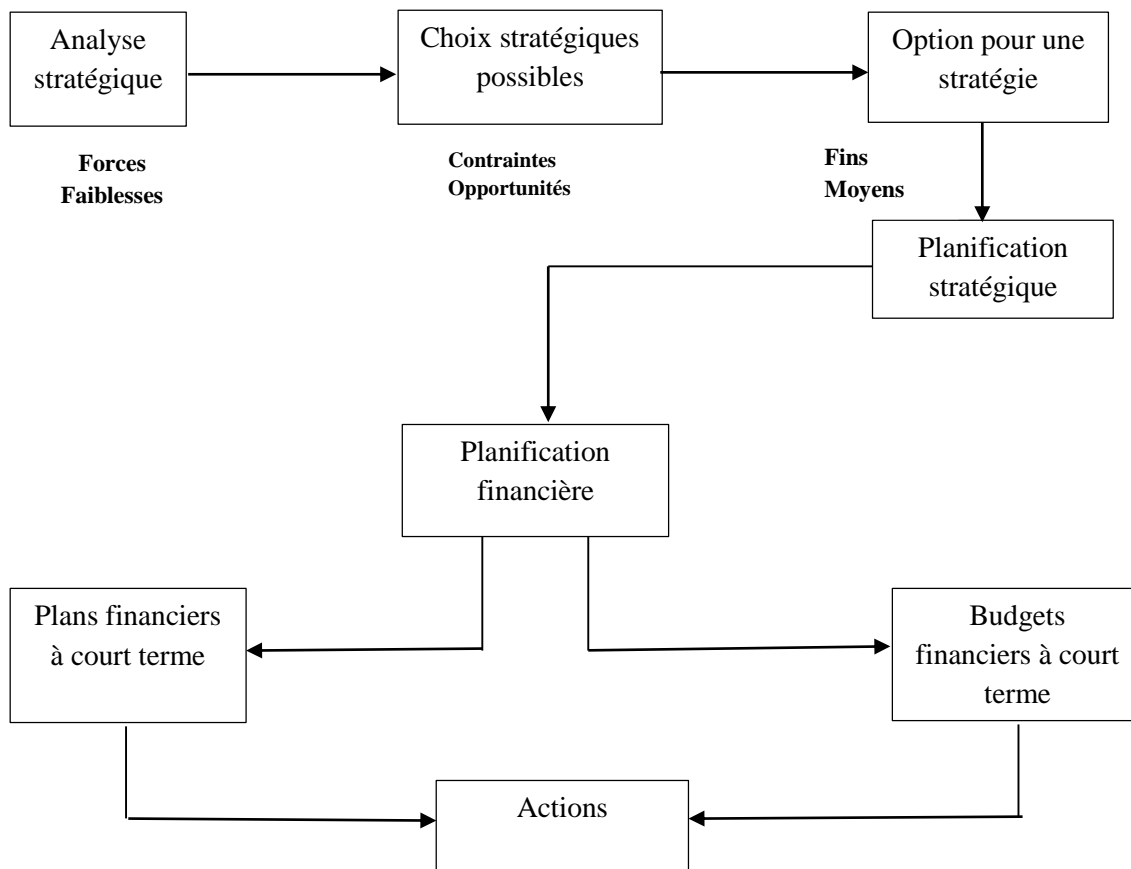 Analyse
stratégique
Choix stratégiques
possibles
Option pour une
stratégie
Forces
Faiblesses
Contraintes
Opportunités
Fins
Moyens
Planification
stratégique
Planification
financière
Plans financiers
à court terme
Budgets
financiers à court
terme
Actions